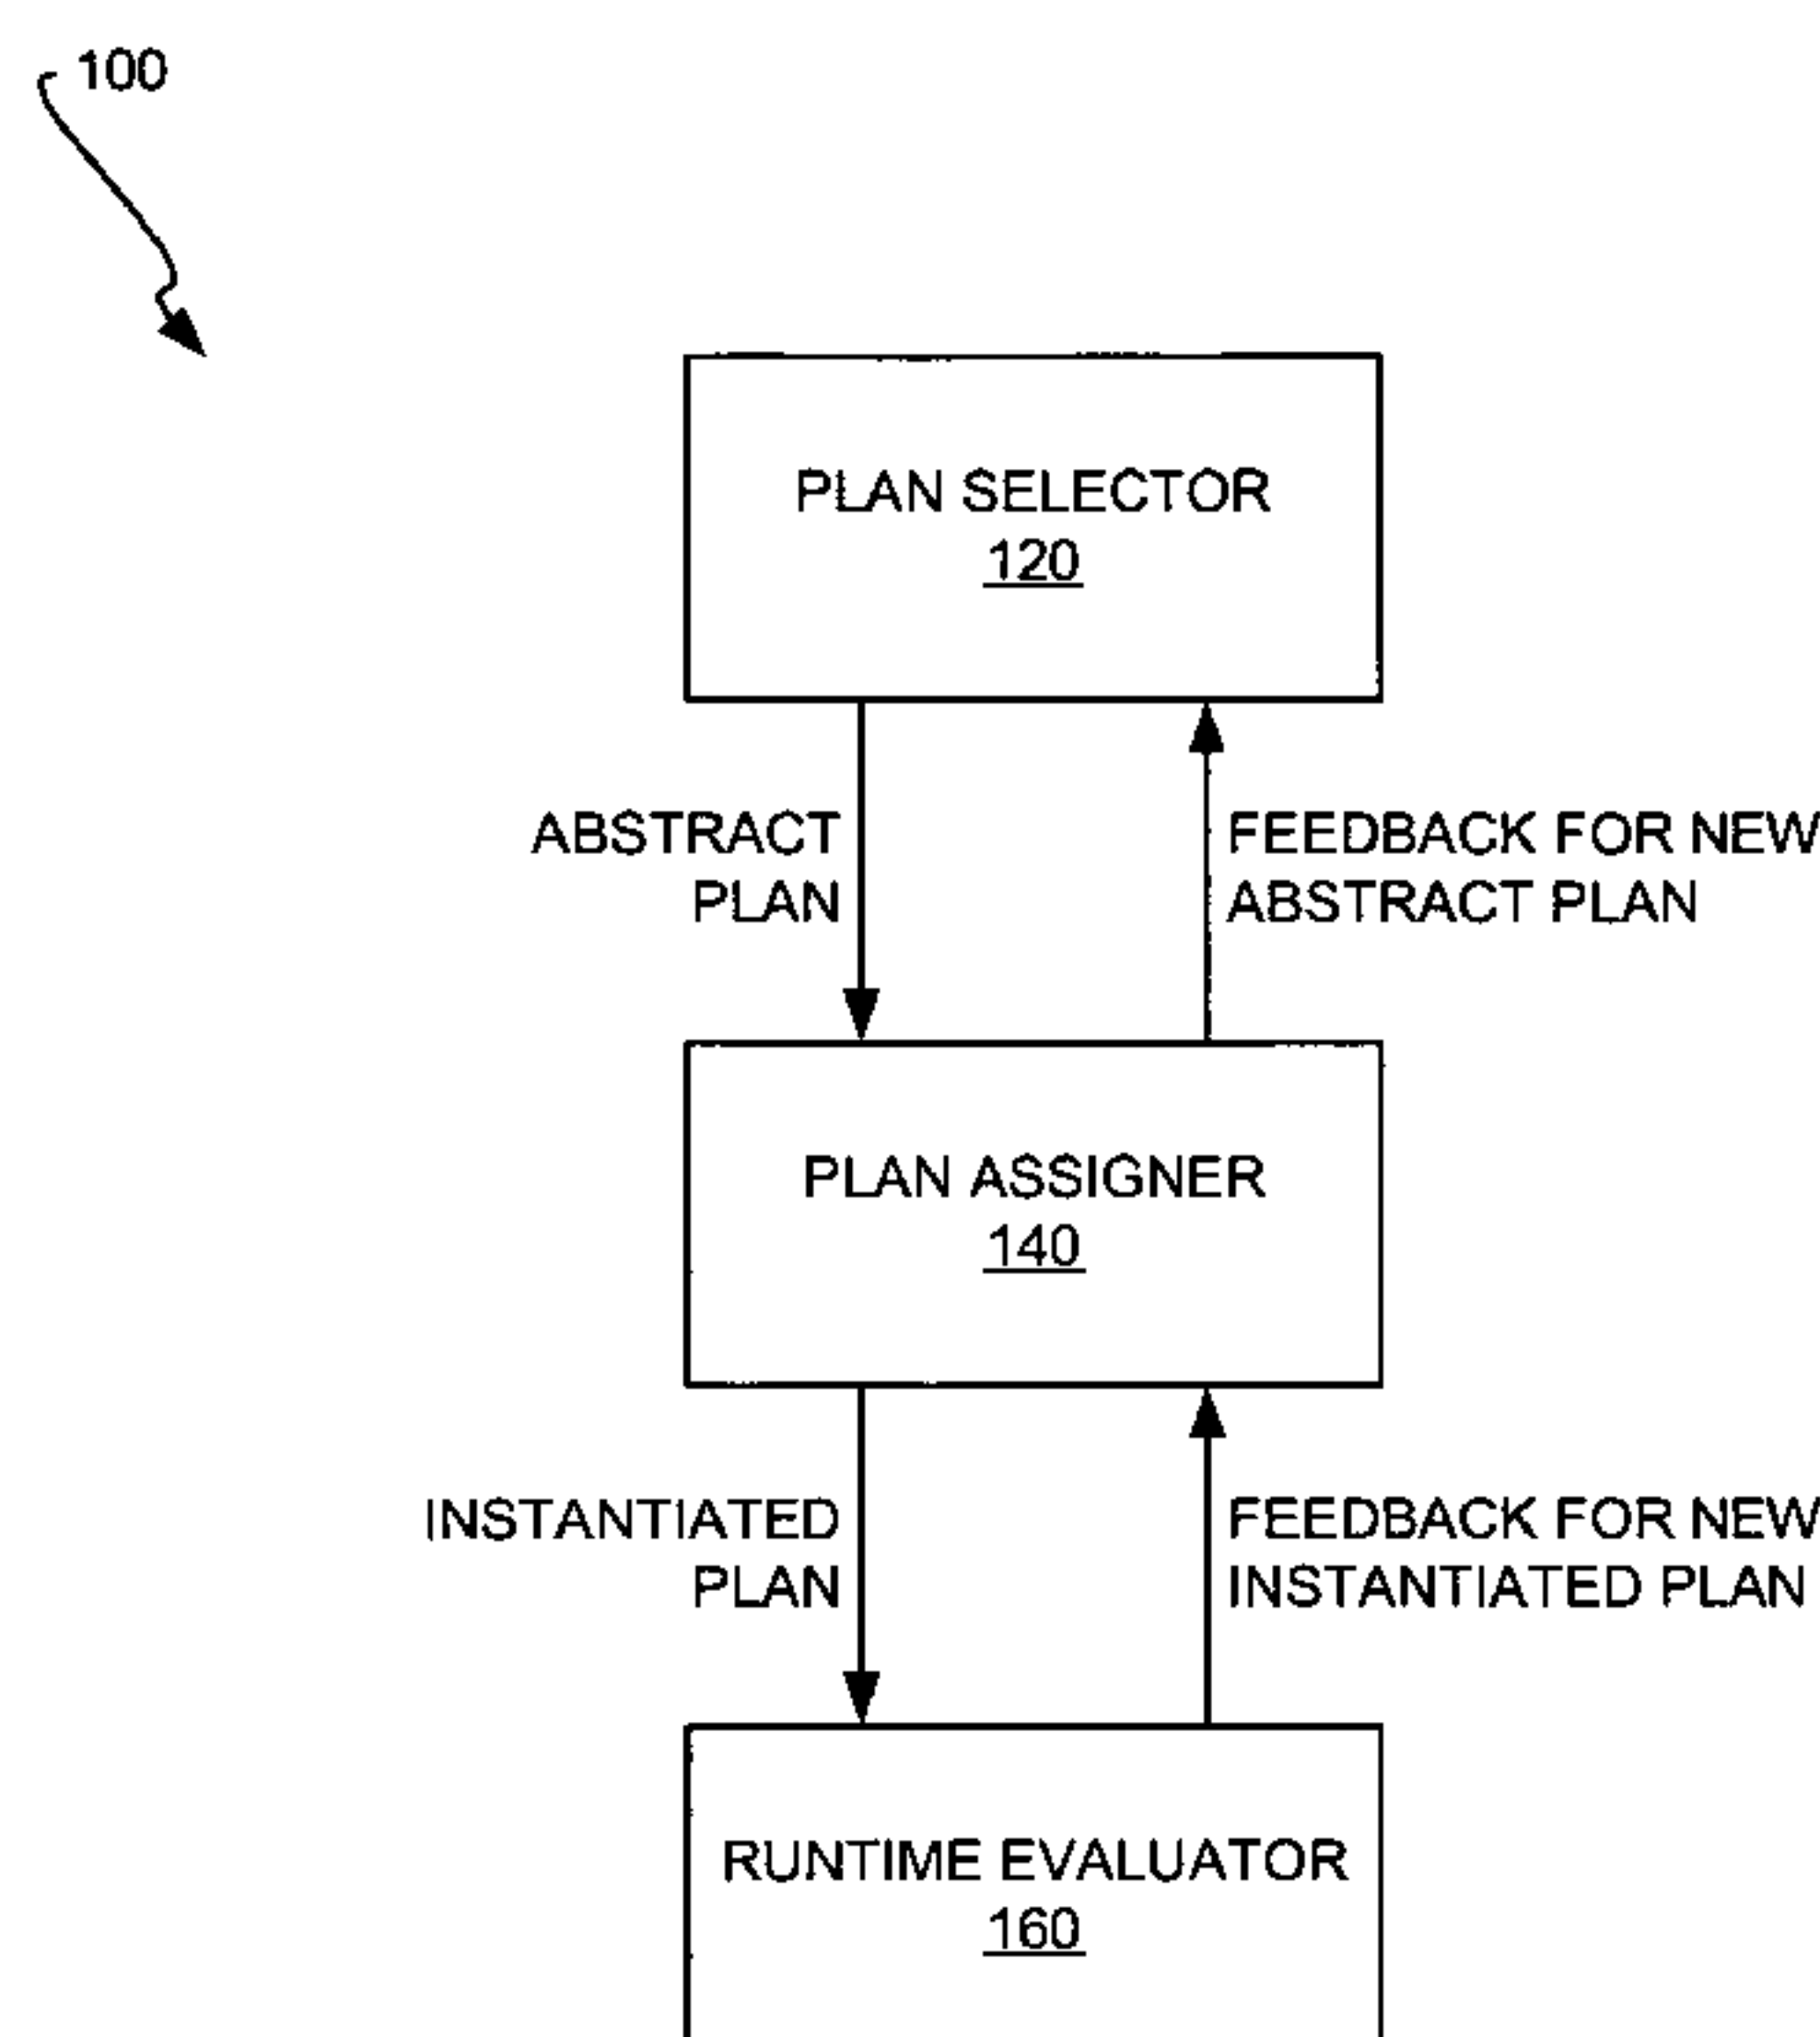 100
PLAN SELECTOR
120
ABSTRACT
PLAN
FEEDBACK FOR NEW
ABSTRACT PLAN
PLAN ASSIGNER
140
INSTANTIATED
PLAN
FEEDBACK FOR NEW
INSTANTIATED PLAN
RUNTIME EVALUATOR
160